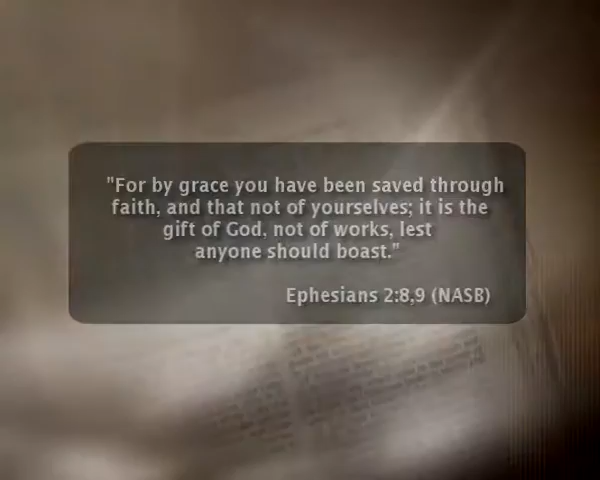 "For by grace you have been saved through
faith, and that not of yourselves; it is the
gift of God, not of works, lest
anyone should boast."
Ephesians 2:8,9 (NASB)